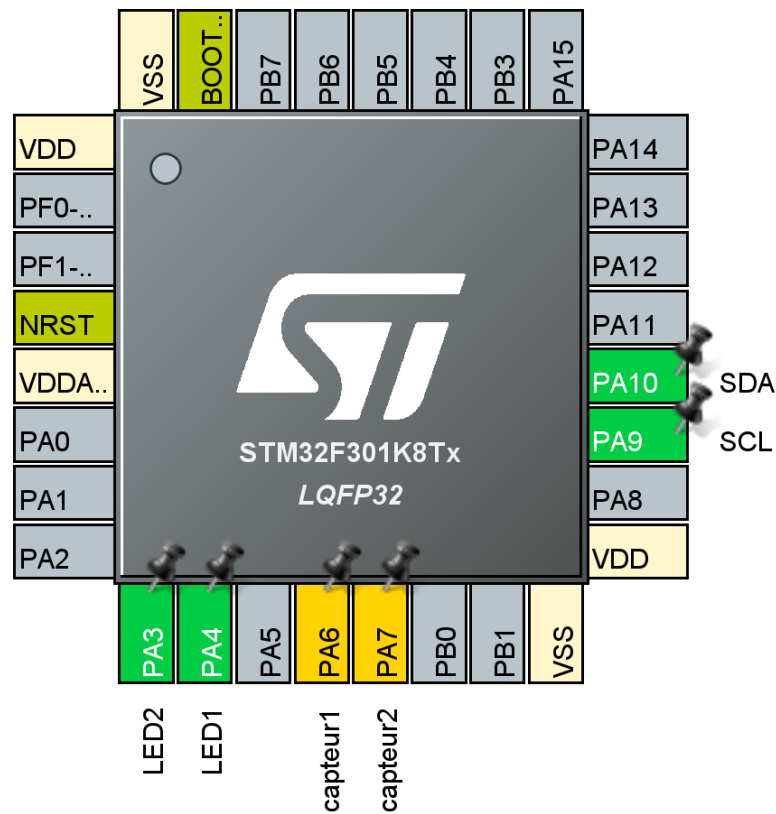 VSS
BOOT..
PB7
PB6
PB5
PB4
PB3
PA15
VDD
PF0-..
PF1-..
NRST
VDDA..
PA0
PA1
PA2
PA14
PA13
PA12
PA11
PA10 SDA
PA9 SCL
PA8
VDD
ST
STM32F301K8Tx
LQFP32
PA3
PA4
PA5
PA6
PA7
PB0
PB1
VSS
LED2
LED1
capteur1
capteur2